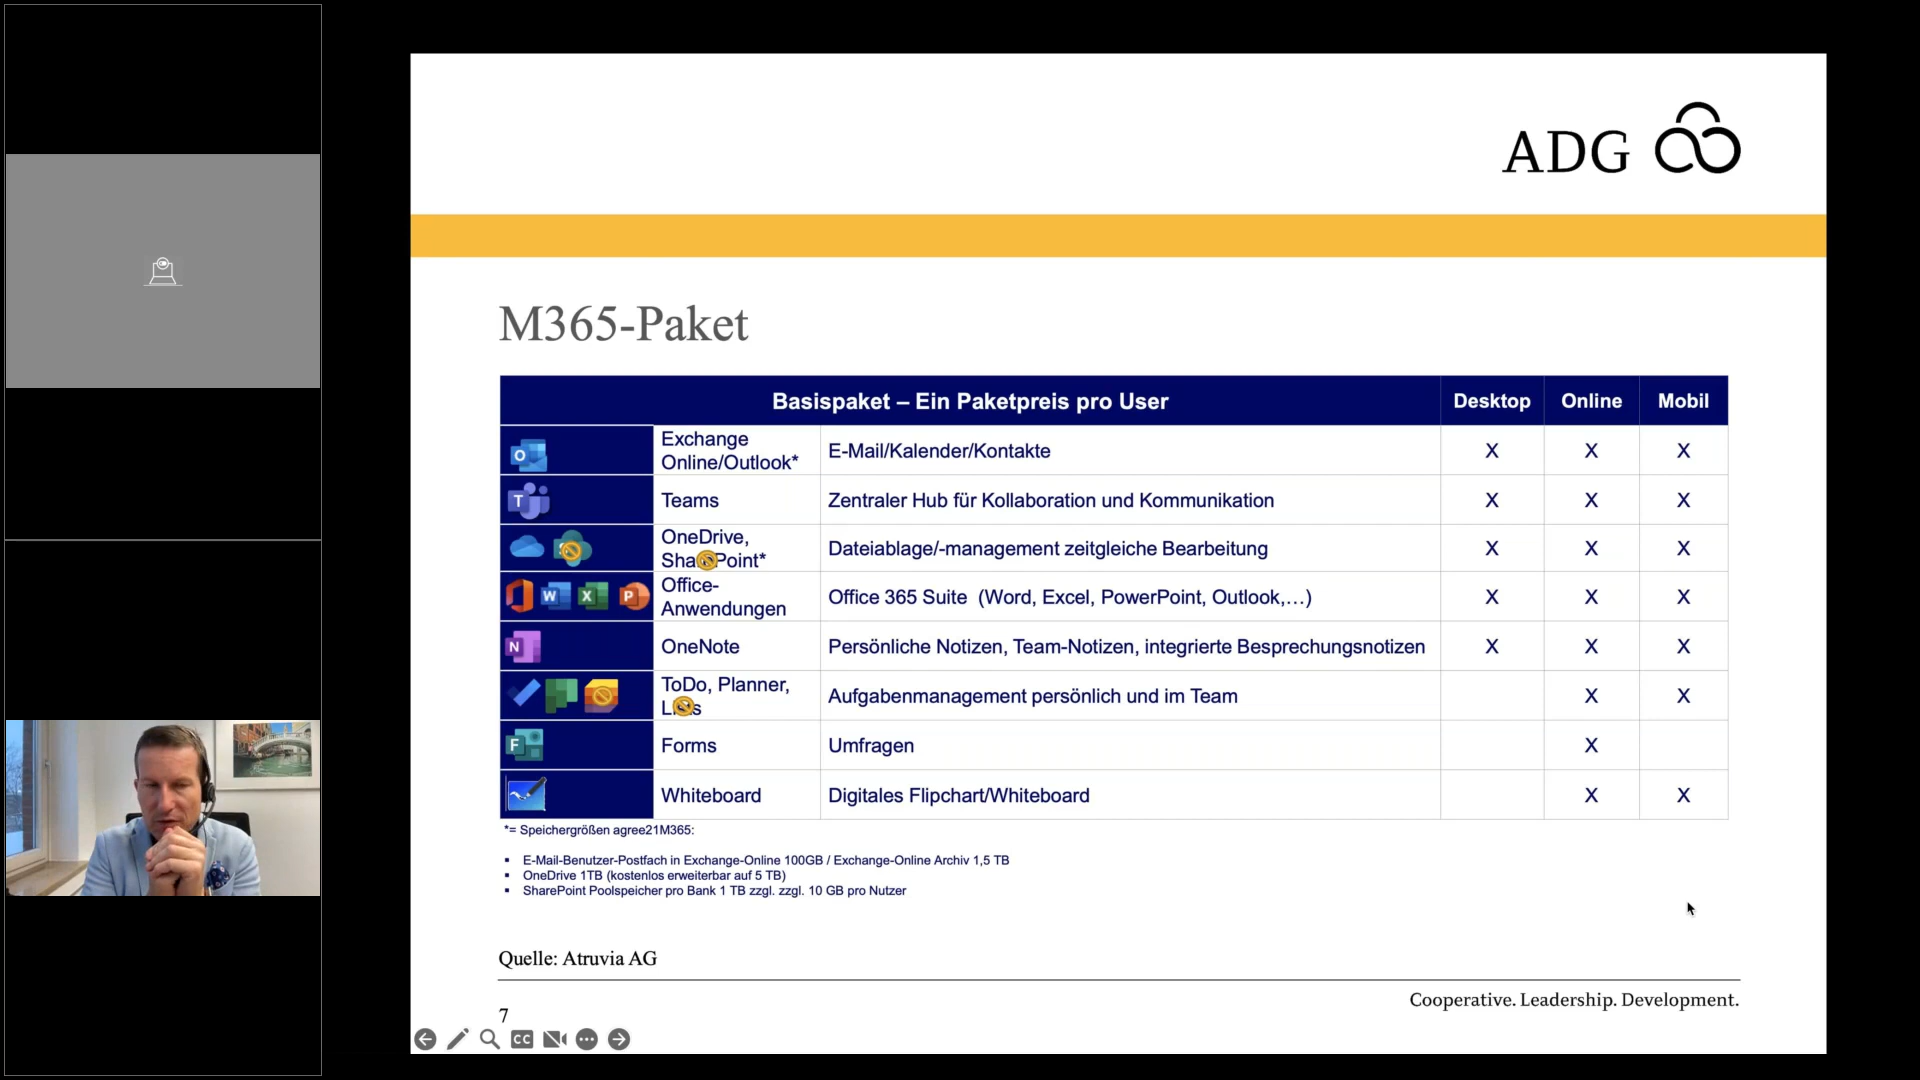 ADG
M365-Paket
Basispaket – Ein Paketpreis pro User Desktop Online Mobil
Exchange
Online/Outlook* E-Mail/Kalender/Kontakte X X X
Teams Zentraler Hub für Kollaboration und Kommunikation X X X
OneDrive,
Sha Point* Dateiablage/-management zeitgleiche Bearbeitung X X X
Office-
Anwendungen Office 365 Suite (Word, Excel, PowerPoint, Outlook,…) X X X
OneNote Persönliche Notizen, Team-Notizen, integrierte Besprechungsnotizen X X X
ToDo, Planner,
L s Aufgabenmanagement persönlich und im Team X X
Forms Umfragen X
Whiteboard Digitales Flipchart/Whiteboard X X
*= Speichergrößen agree21M365:
▪ E-Mail-Benutzer-Postfach in Exchange-Online 100GB / Exchange-Online Archiv 1,5 TB
▪ OneDrive 1TB (kostenlos erweiterbar auf 5 TB)
▪ SharePoint Poolspeicher pro Bank 1 TB zzgl. zzgl. 10 GB pro Nutzer
Quelle: Atruvia AG
Cooperative. Leadership. Development.
7
CC